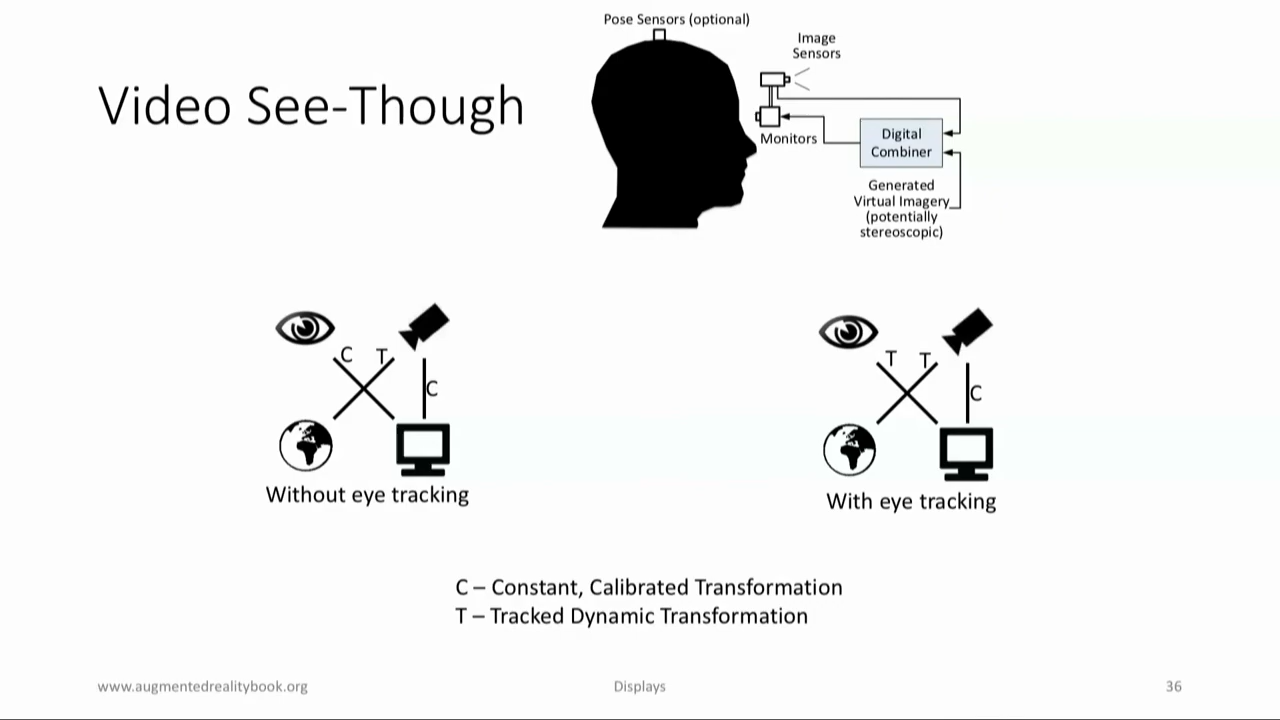 Pose Sensors (optional)
Image
Sensors
Video See-Though
Monitors
Digital
Combiner
Generated
Virtual Imagery
(potentially
stereoscopic)
C T
C
T T
C
Without eye tracking
With eye tracking
C – Constant, Calibrated Transformation
T – Tracked Dynamic Transformation
www.augmentedrealitybook.org
Displays
36